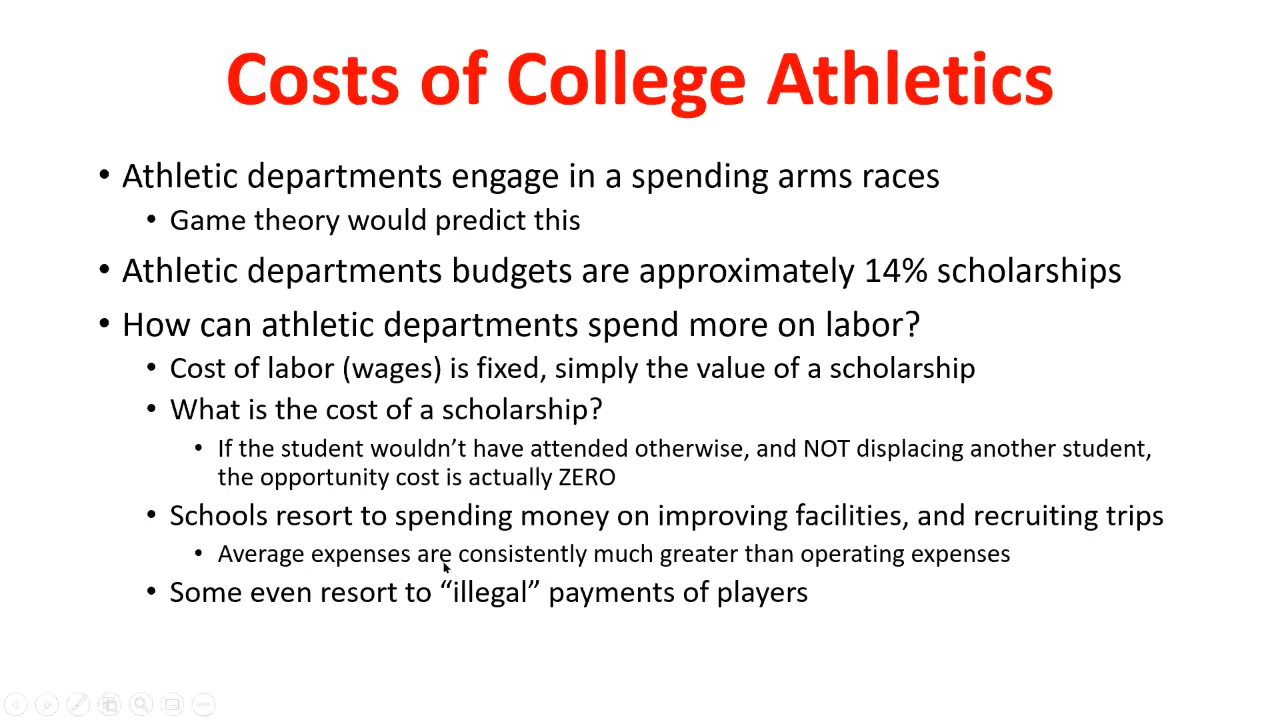 Costs of College Athletics
• Athletic departments engage in a spending arms races
• Game theory would predict this
• Athletic departments budgets are approximately 14% scholarships
• How can athletic departments spend more on labor?
• Cost of labor (wages) is fixed, simply the value of a scholarship
• What is the cost of a scholarship?
• If the student wouldn’t have attended otherwise, and NOT displacing another student,
the opportunity cost is actually ZERO
• Schools resort to spending money on improving facilities, and recruiting trips
• Average expenses are consistently much greater than operating expenses
• Some even resort to “illegal” payments of players